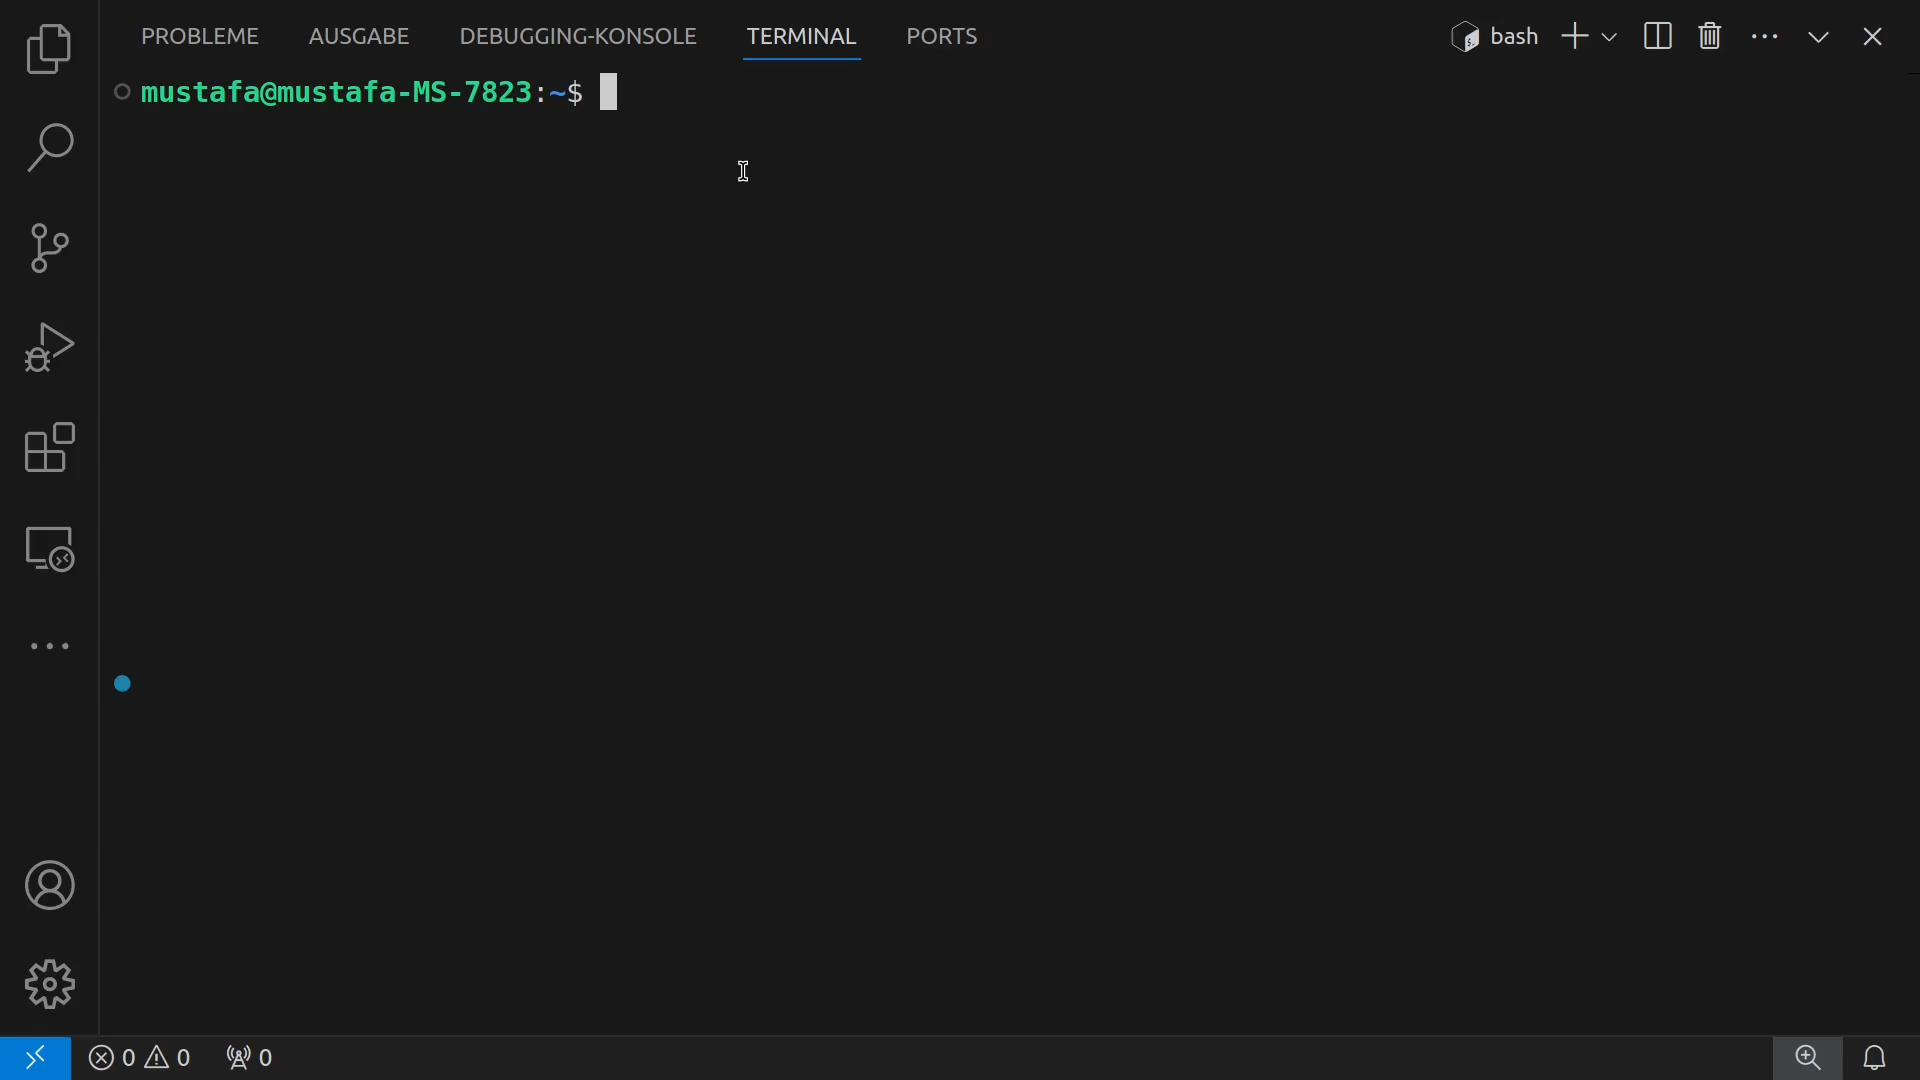 PROBLEME AUSGABE DEBUGGING-KONSOLE TERMINAL PORTS bash
mustafa@mustafa-MS-7823:~$
0 0 0